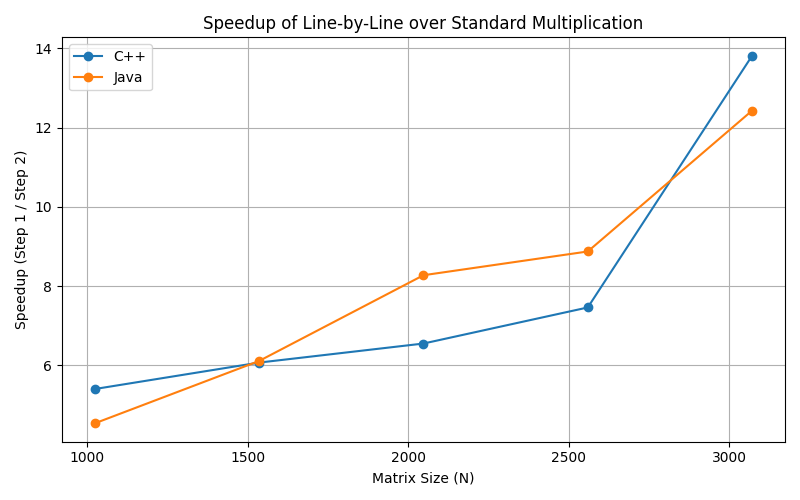 Speedup of Line-by-Line over Standard Multiplication
C++
Java
Speedup (Step 1 / Step 2)
14
12
10
8
6
1000 1500 2000 2500 3000
Matrix Size (N)